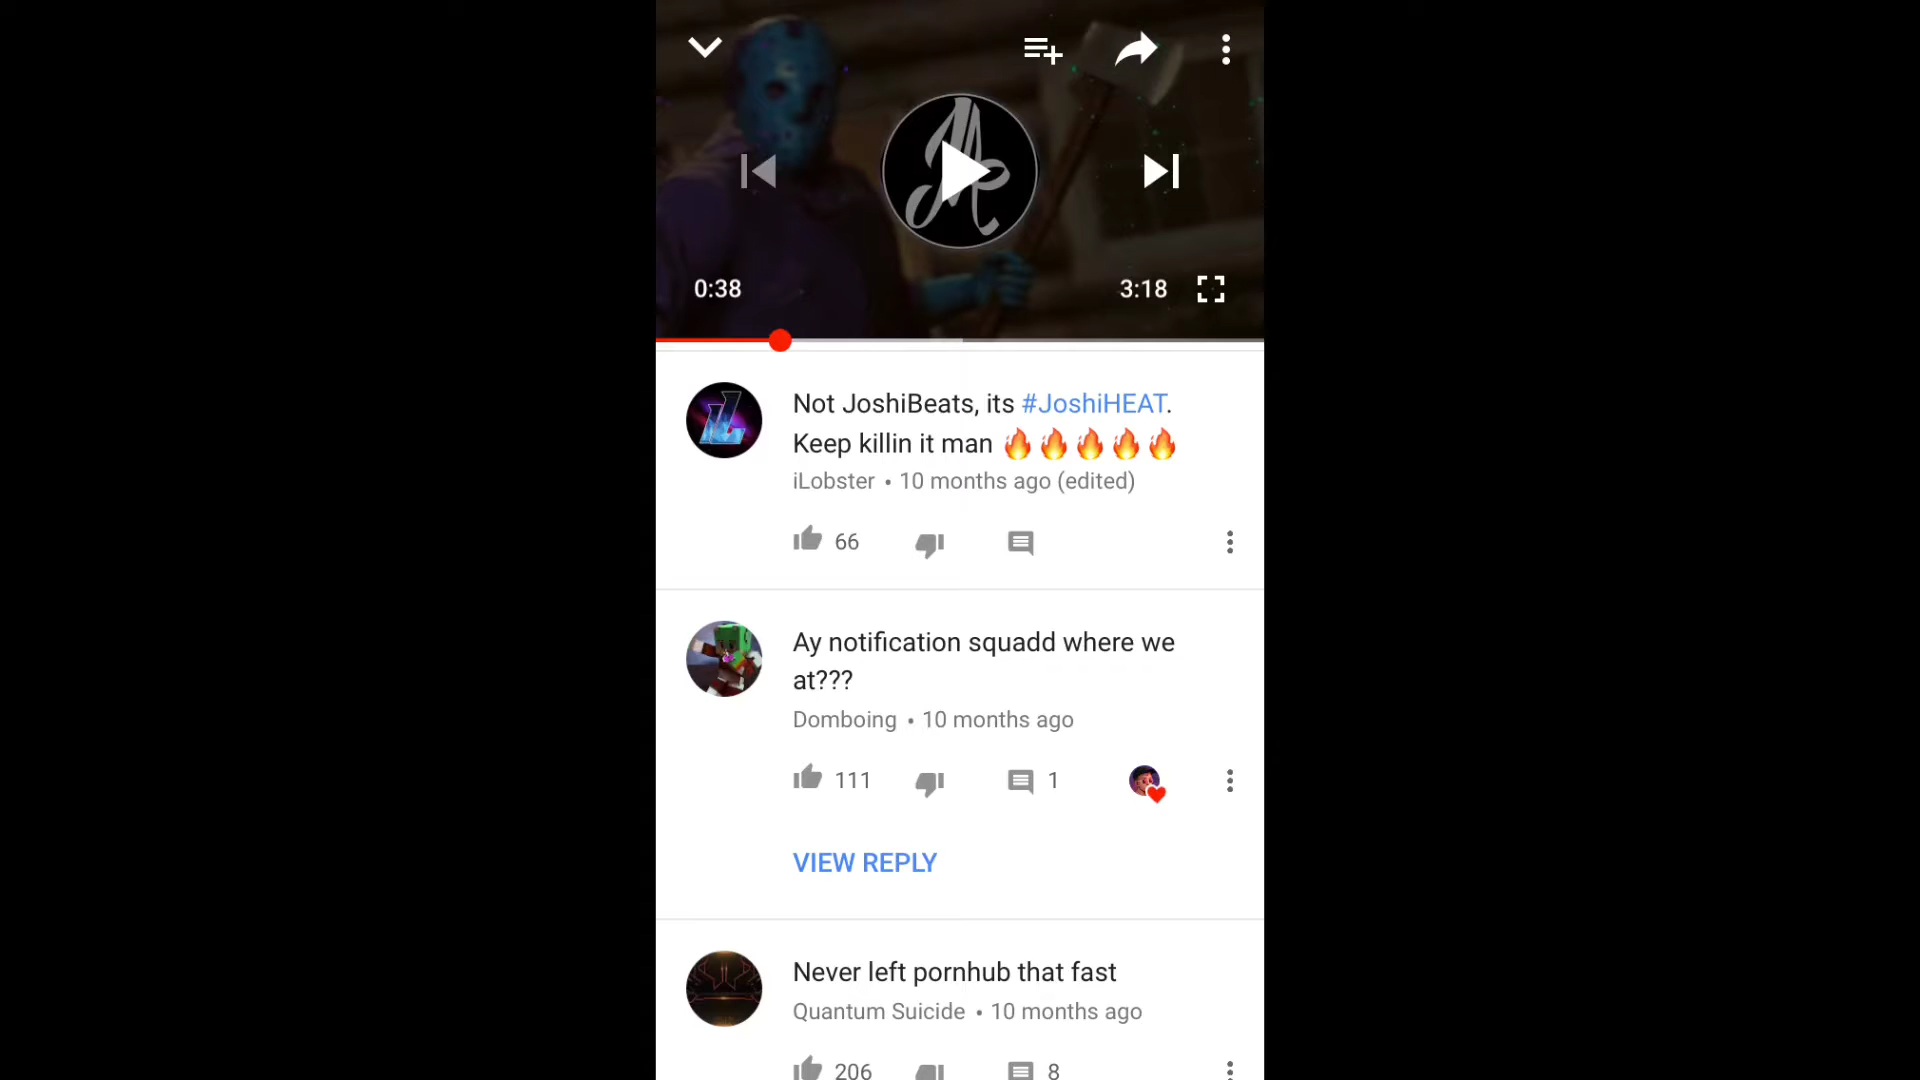 0:38
3:18
Not JoshiBeats, its #JoshiHEAT.
Keep killin it man 🔥🔥🔥🔥🔥
iLobster • 10 months ago (edited)
66
Ay notification squadd where we
at???
Domboing • 10 months ago
111
1
VIEW REPLY
Never left pornhub that fast
Quantum Suicide • 10 months ago
206
8